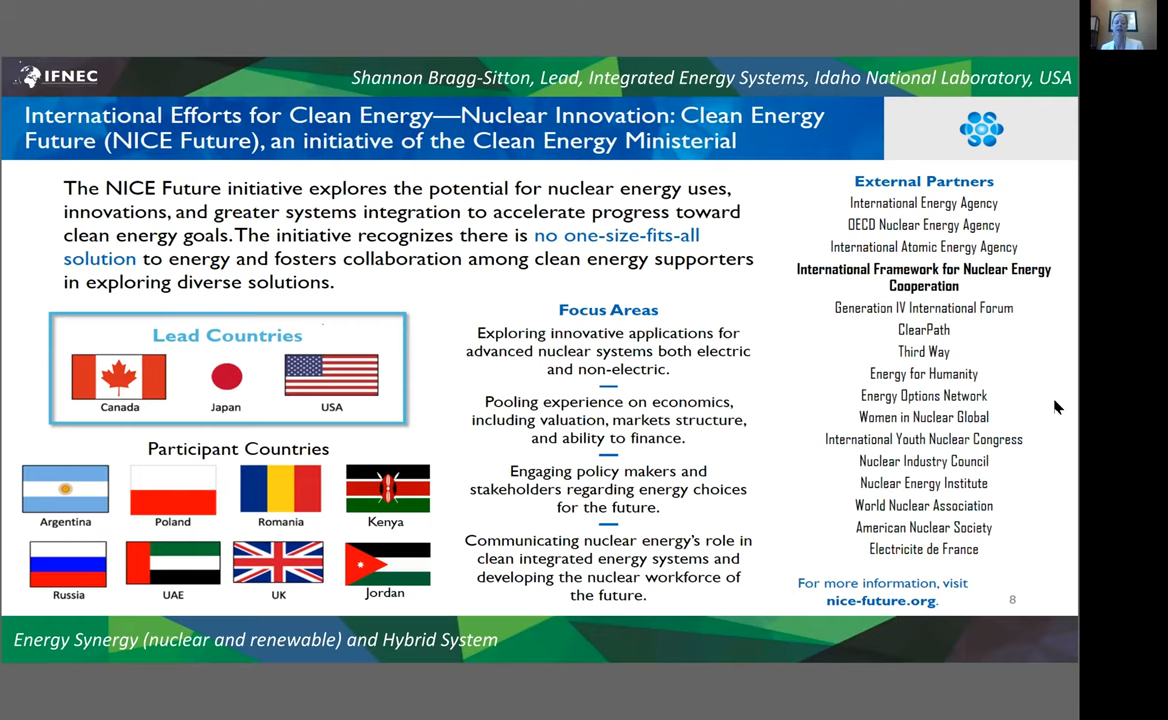 IFNEC
Shannon Bragg-Sitton, Lead, Integrated Energy Systems, Idaho National Laboratory, USA
International Efforts for Clean Energy—Nuclear Innovation: Clean Energy
Future (NICE Future), an initiative of the Clean Energy Ministerial
The NICE Future initiative explores the potential for nuclear energy uses,
innovations, and greater systems integration to accelerate progress toward
clean energy goals. The initiative recognizes there is no one-size-fits-all
solution to energy and fosters collaboration among clean energy supporters
in exploring diverse solutions.
Lead Countries
Canada
Japan
USA
Participant Countries
Argentina
Poland
Romania
Kenya
Russia
UAE
UK
Jordan
Focus Areas
Exploring innovative applications for
advanced nuclear systems both electric
and non-electric.
Pooling experience on economics,
including valuation, markets structure,
and ability to finance.
Engaging policy makers and
stakeholders regarding energy choices
for the future.
Communicating nuclear energy's role in
clean integrated energy systems and
developing the nuclear workforce of
the future.
External Partners
International Energy Agency
OECD Nuclear Energy Agency
International Atomic Energy Agency
International Framework for Nuclear Energy
Cooperation
Generation IV International Forum
ClearPath
Third Way
Energy for Humanity
Energy Options Network
Women in Nuclear Global
International Youth Nuclear Congress
Nuclear Industry Council
Nuclear Energy Institute
World Nuclear Association
American Nuclear Society
Electricite de France
For more information, visit
nice-future.org.
8
Energy Synergy (nuclear and renewable) and Hybrid System